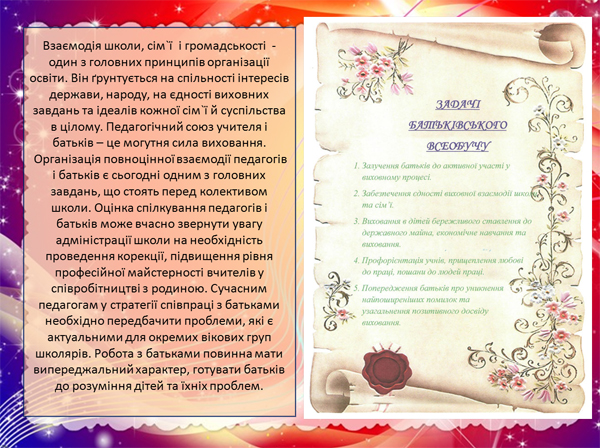 Взаємодія школи, сім`ї  і громадськості  -
один з головних принципів організації
освіти. Він ґрунтується на спільності інтересів
держави, народу, на єдності виховних
завдань та ідеалів кожної сім`ї й суспільства
в цілому. Педагогічний союз учителя і
батьків – це могутня сила виховання.
Організація повноцінної взаємодії педагогів
і батьків є сьогодні одним з головних
завдань, що стоять перед колективом
школи. Оцінка спілкування педагогів і
батьків може вчасно звернути увагу
адміністрації школи на необхідність
проведення корекції, підвищення рівня
професійної майстерності вчителів у
співробітництві з родиною. Сучасним
педагогам у стратегії співпраці з батьками
необхідно передбачити проблеми, які є
актуальними для окремих вікових груп
школярів. Робота з батьками повинна мати
випереджальний характер, готувати батьків
до розуміння дітей та їхніх проблем.
ЗАДАЧІ
БАТЬКІВСЬКОГО
ВСЕОБУЧУ
1. Залучення батьків до активної участі у
виховному процесі.
2. Забезпечення єдності виховної взаємодії школи
та сім’ї.
3. Виховання в дітей бережливого ставлення до
державного майна, економічне навчання та
виховання.
4. Профорієнтація учнів, прищеплення любові
до праці, пошани до людей праці.
5. Попередження батьків про уникнення
найпоширеніших помилок та
узагальнення позитивного досвіду
виховання.